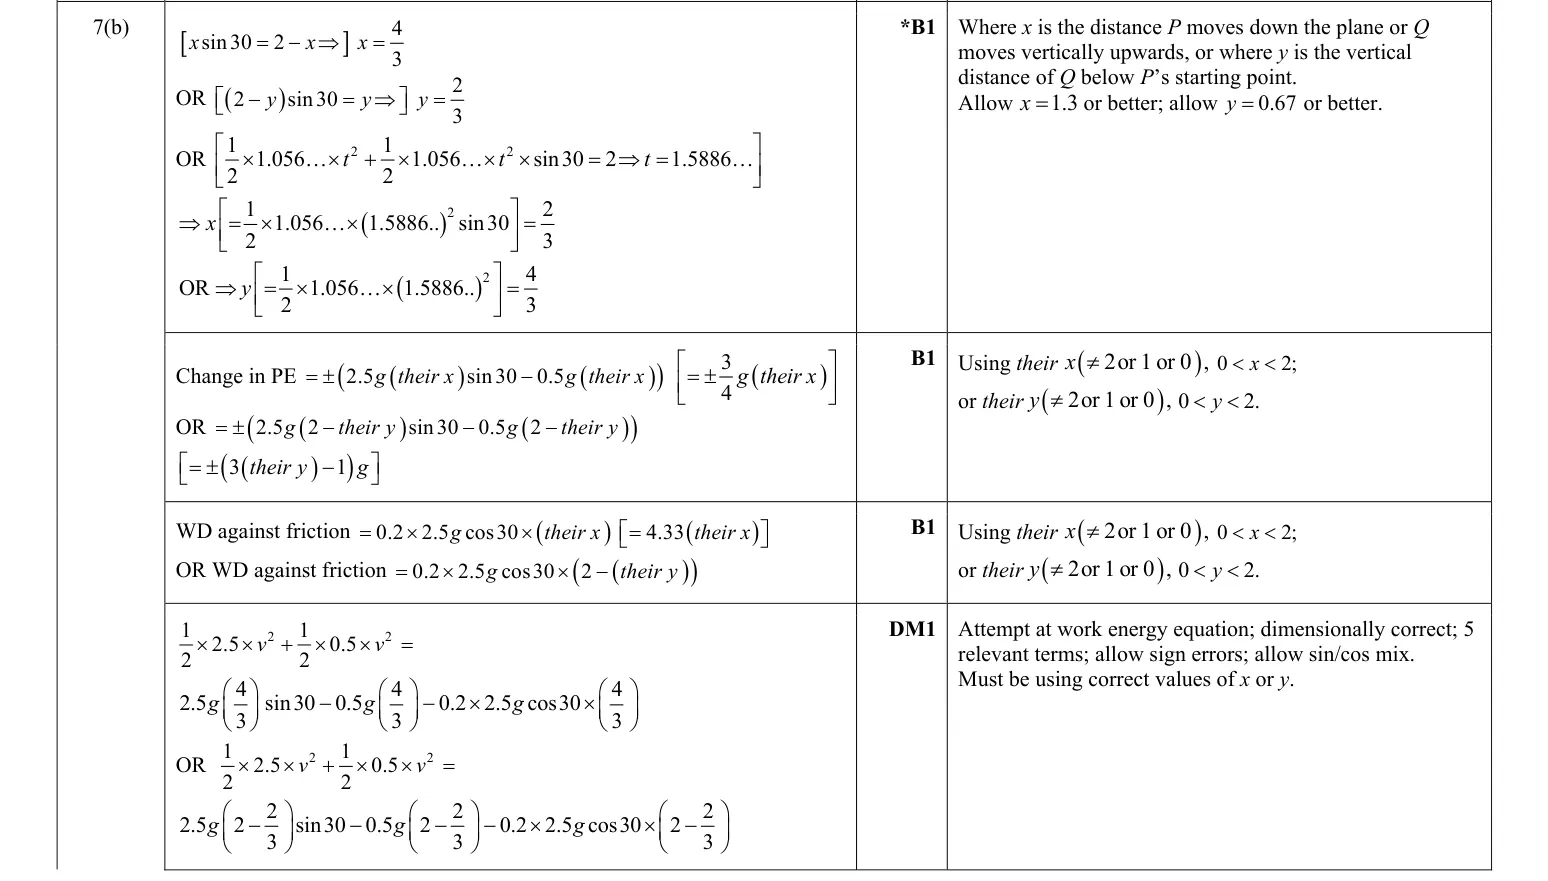 7(b)
[x sin 30 = 2 − x ⇒] x = 4/3
*B1
Where x is the distance P moves down the plane or Q
moves vertically upwards, or where y is the vertical
distance of Q below P’s starting point.
Allow x = 1.3 or better; allow y = 0.67 or better.
OR [(2 − y) sin 30 = y ⇒] y = 2/3
OR [1/2 × 1.056… × t² + 1/2 × 1.056… × t² × sin 30 = 2 ⇒ t = 1.5886…]
⇒ x [= 1/2 × 1.056… × (1.5886..)² sin 30] = 2/3
OR ⇒ y [= 1/2 × 1.056… × (1.5886..)²] = 4/3
Change in PE = ±(2.5g(their x) sin 30 − 0.5g(their x)) [= ± 3/4 g(their x)]
OR = ±(2.5g(2 − their y) sin 30 − 0.5g(2 − their y))
[= ±(3(their y) − 1)g]
B1
Using their x (≠ 2 or 1 or 0), 0 < x < 2;
or their y (≠ 2or 1 or 0), 0 < y < 2.
WD against friction = 0.2 × 2.5g cos 30 × (their x) [= 4.33(their x)]
OR WD against friction = 0.2 × 2.5g cos 30 × (2 − (their y))
B1
Using their x (≠ 2 or 1 or 0), 0 < x < 2;
or their y (≠ 2or 1 or 0), 0 < y < 2.
1/2 × 2.5 × v² + 1/2 × 0.5 × v² =
2.5g(4/3) sin 30 − 0.5g(4/3) − 0.2 × 2.5g cos 30 × (4/3)
OR 1/2 × 2.5 × v² + 1/2 × 0.5 × v² =
2.5g(2 − 2/3) sin 30 − 0.5g(2 − 2/3) − 0.2 × 2.5g cos 30 × (2 − 2/3)
DM1
Attempt at work energy equation; dimensionally correct; 5
relevant terms; allow sign errors; allow sin/cos mix.
Must be using correct values of x or y.